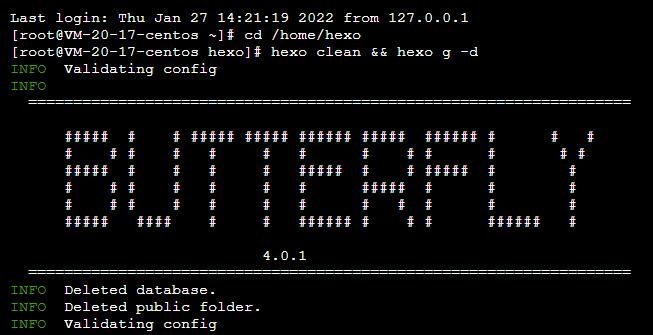 Last login: Thu Jan 27 14:21:19 2022 from 127.0.0.1
[root@VM-20-17-centos ~]# cd /home/hexo
[root@VM-20-17-centos hexo]# hexo clean && hexo g -d
INFO  Validating config
INFO
===================================================================
BUTTERFLY
4.0.1
===================================================================
INFO  Deleted database.
INFO  Deleted public folder.
INFO  Validating config